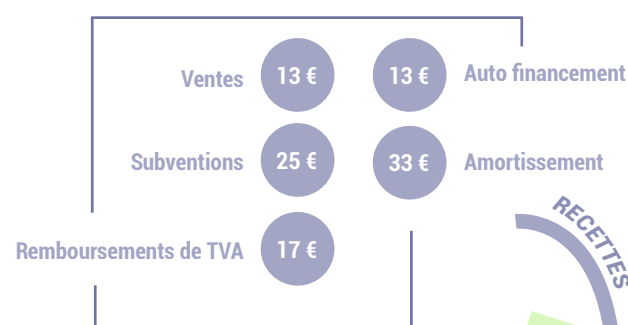 Ventes 13 € 13 € Auto financement
Subventions 25 € 33 € Amortissement
Remboursements de TVA 17 €
RECETTES